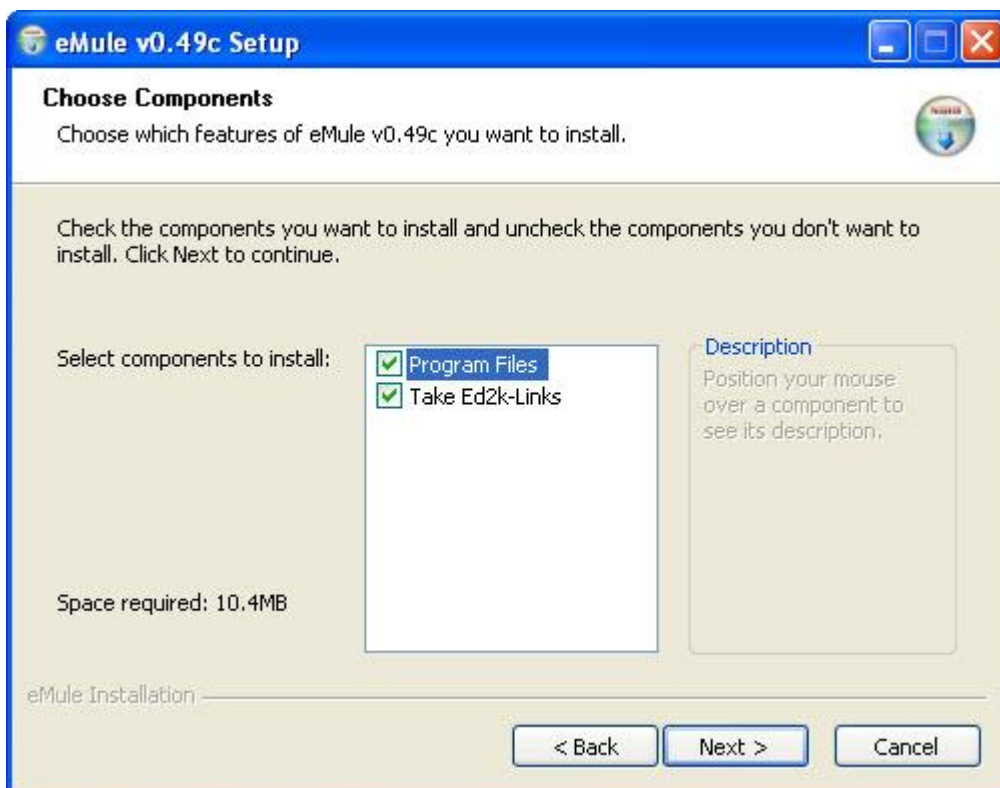 eMule v0.49c Setup
Choose Components
Choose which features of eMule v0.49c you want to install.
Check the components you want to install and uncheck the components you don't want to
install. Click Next to continue.
Select components to install:
Program Files
Take Ed2k-Links
Description
Position your mouse
over a component to
see its description.
Space required: 10.4MB
eMule Installation
< Back
Next >
Cancel